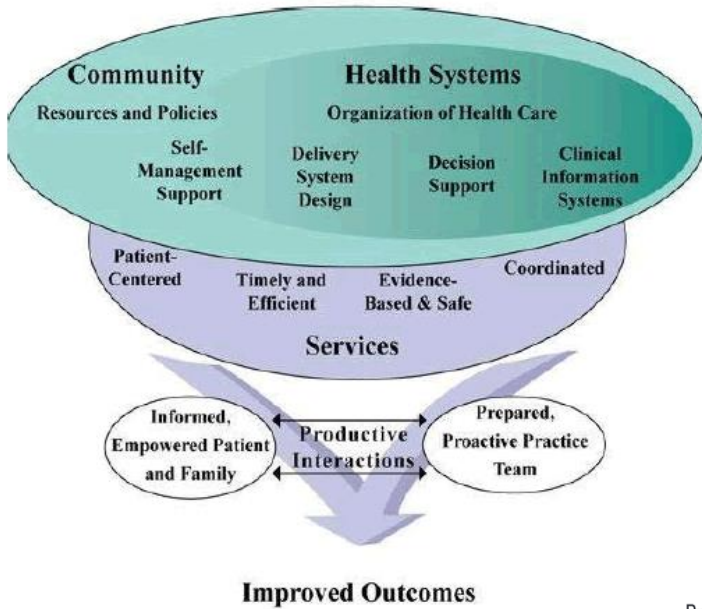 Community
Health Systems
Resources and Policies
Organization of Health Care
Self-
Management
Support
Delivery
System
Design
Decision
Support
Clinical
Information
Systems
Patient-
Centered
Timely and
Efficient
Evidence-
Based & Safe
Coordinated
Services
Informed,
Empowered Patient
and Family
Productive
Interactions
Prepared,
Proactive Practice
Team
Improved Outcomes